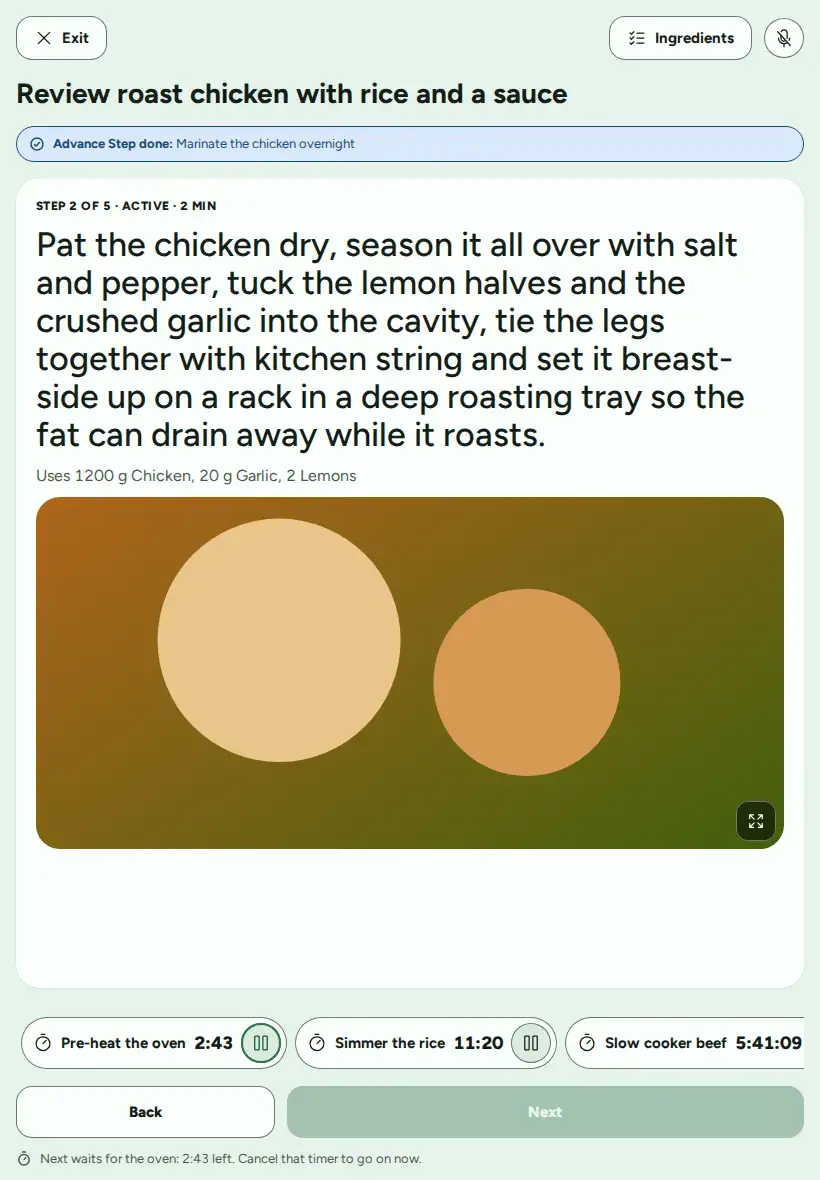 Exit
Ingredients
Review roast chicken with rice and a sauce
Advance Step done: Marinate the chicken overnight
STEP 2 OF 5 · ACTIVE · 2 MIN
Pat the chicken dry, season it all over with salt
and pepper, tuck the lemon halves and the
crushed garlic into the cavity, tie the legs
together with kitchen string and set it breast-
side up on a rack in a deep roasting tray so the
fat can drain away while it roasts.
Uses 1200 g Chicken, 20 g Garlic, 2 Lemons
Pre-heat the oven 2:43
Simmer the rice 11:20
Slow cooker beef 5:41:09
Back
Next
Next waits for the oven: 2:43 left. Cancel that timer to go on now.